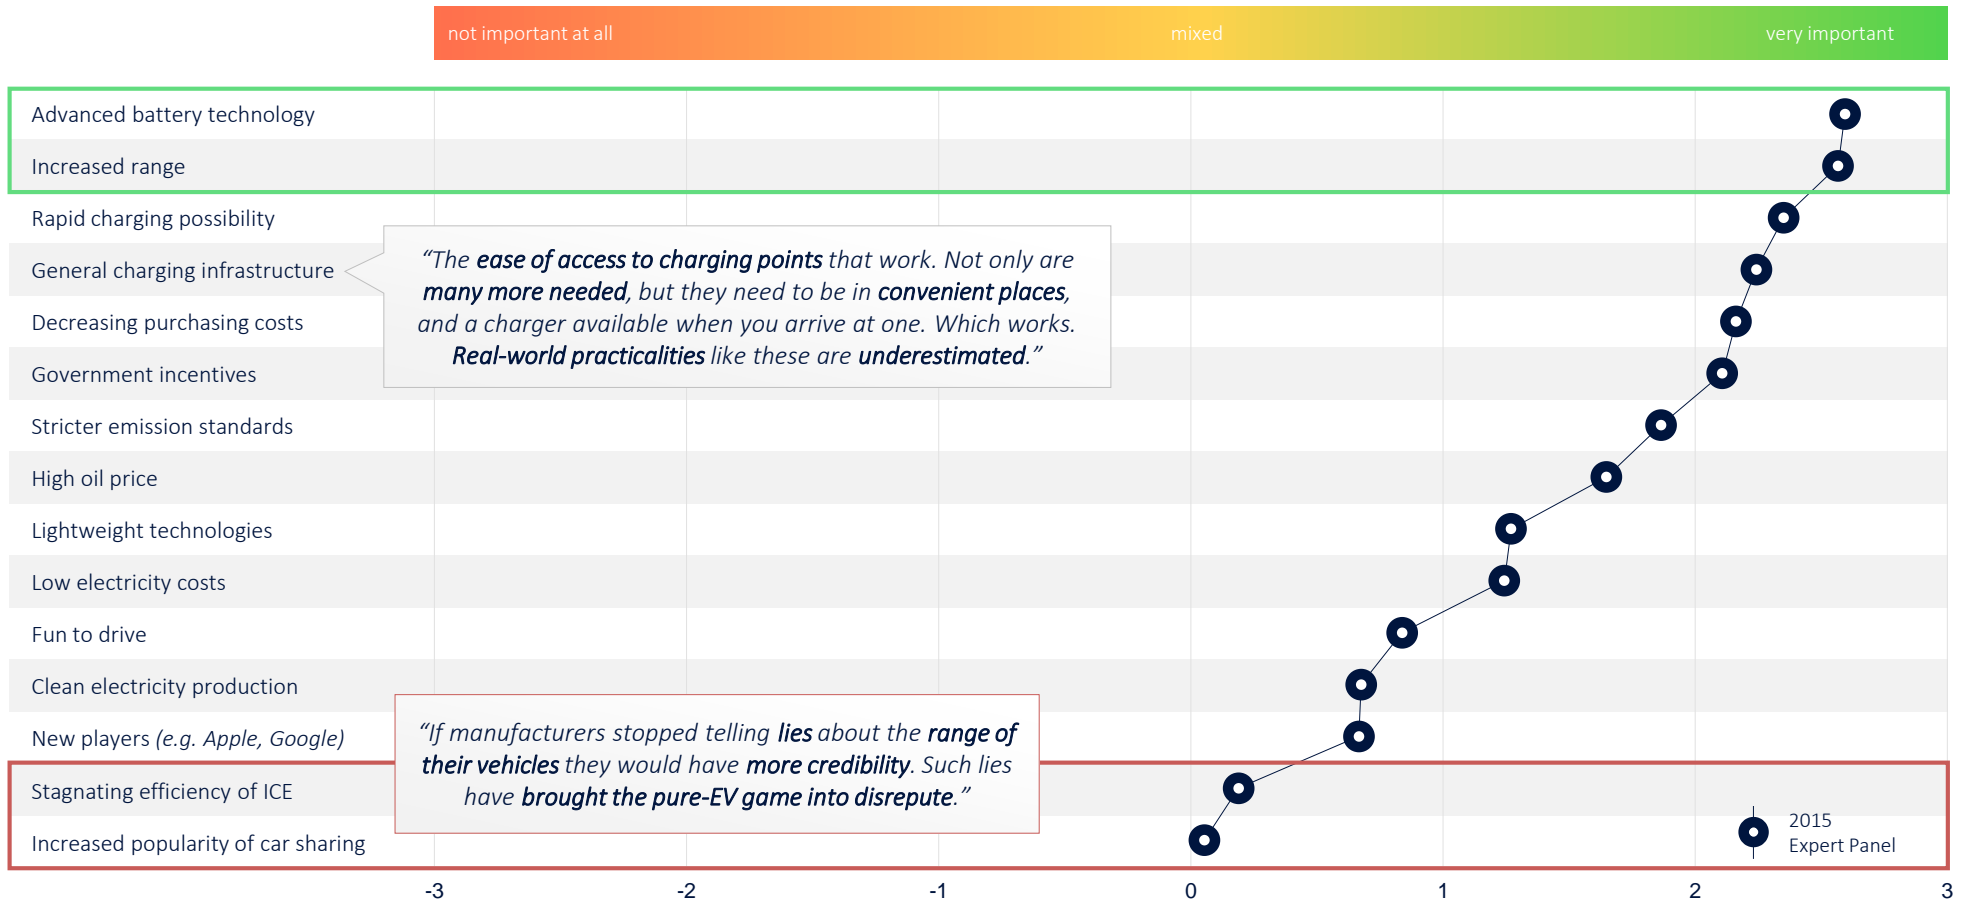 not important at all
mixed
very important
Advanced battery technology
Increased range
Rapid charging possibility
General charging infrastructure
“The ease of access to charging points that work. Not only are
many more needed, but they need to be in convenient places,
and a charger available when you arrive at one. Which works.
Real-world practicalities like these are underestimated.”
Decreasing purchasing costs
Government incentives
Stricter emission standards
High oil price
Lightweight technologies
Low electricity costs
Fun to drive
Clean electricity production
New players (e.g. Apple, Google)
“If manufacturers stopped telling lies about the range of
their vehicles they would have more credibility. Such lies
have brought the pure-EV game into disrepute.”
Stagnating efficiency of ICE
Increased popularity of car sharing
2015
Expert Panel
-3 -2 -1 0 1 2 3